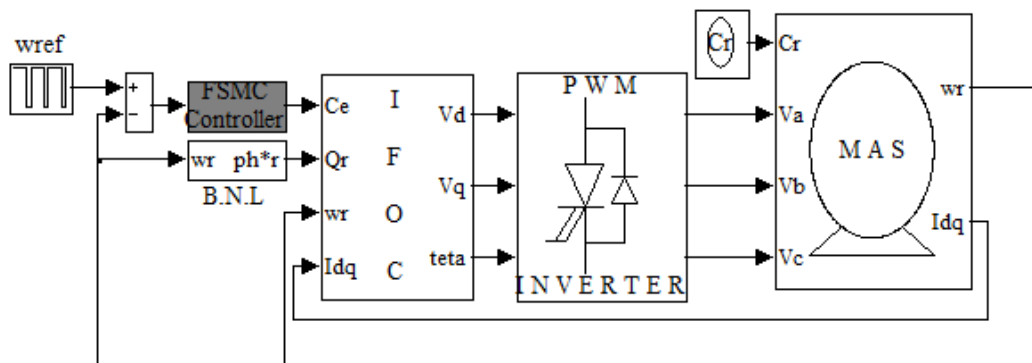 wref
+
−
FSMC
Controller
wr ph*r
B.N.L
Ce
Qr
wr
Idq
I
F
O
C
Vd
Vq
teta
P W M
I N V E R T E R
Cr
Cr
Va
Vb
Vc
M A S
wr
Idq